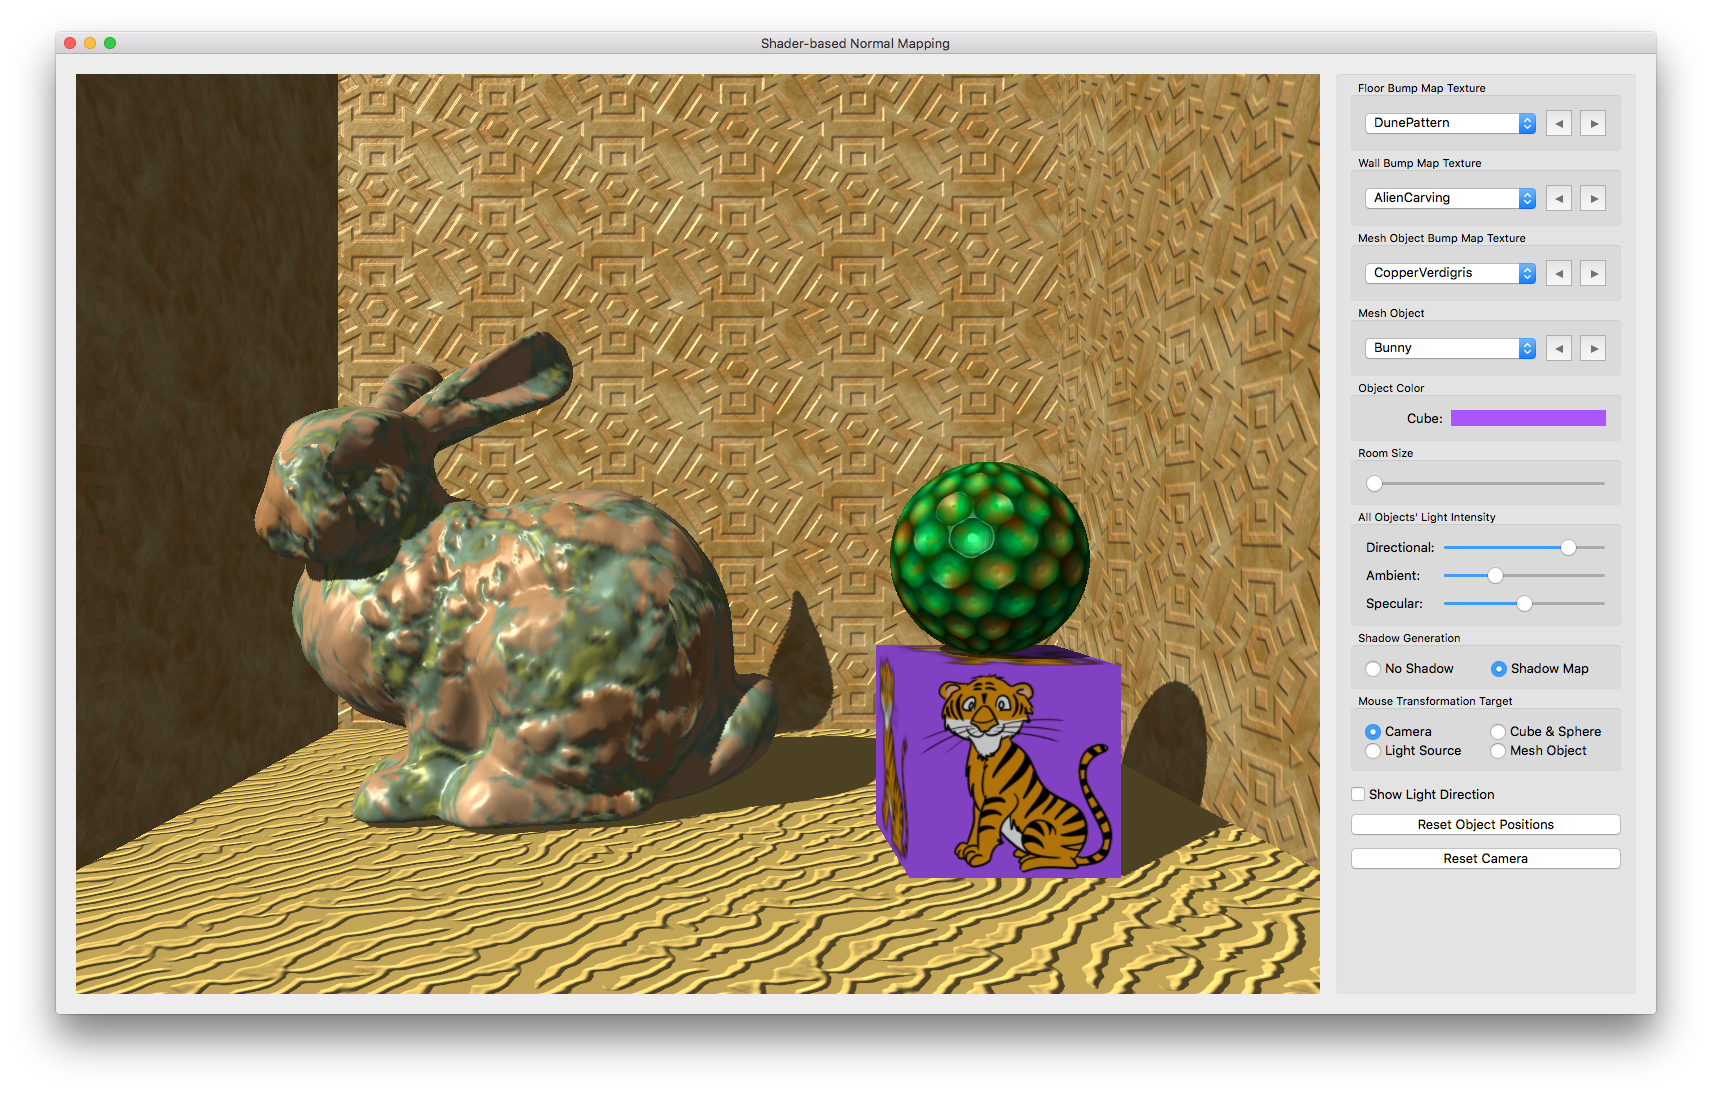 Shader-based Normal Mapping
Floor Bump Map Texture
DunePattern
Wall Bump Map Texture
AlienCarving
Mesh Object Bump Map Texture
CopperVerdigris
Mesh Object
Bunny
Object Color
Cube:
Room Size
All Objects' Light Intensity
Directional:
Ambient:
Specular:
Shadow Generation
No Shadow Shadow Map
Mouse Transformation Target
Camera Cube & Sphere
Light Source Mesh Object
Show Light Direction
Reset Object Positions
Reset Camera